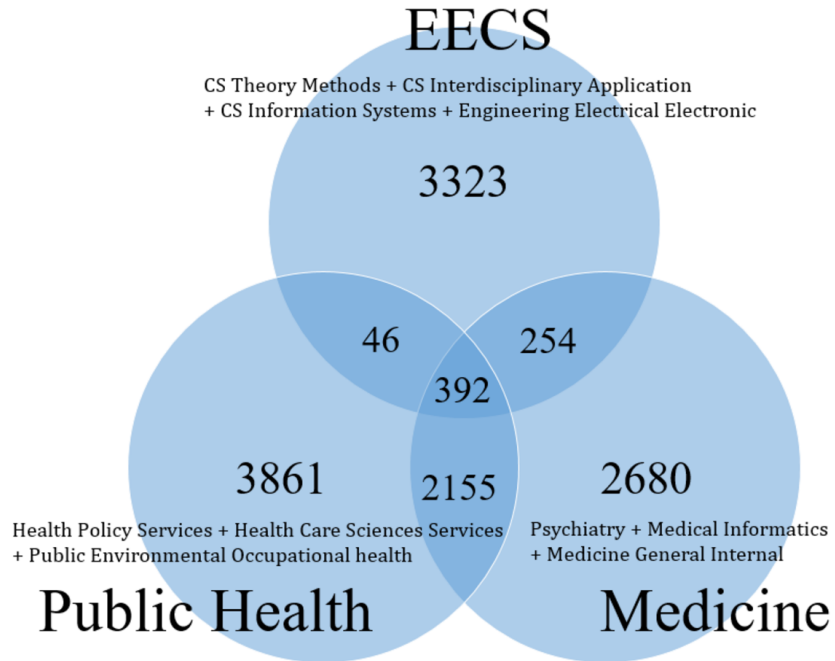 EECS
CS Theory Methods + CS Interdisciplinary Application
+ CS Information Systems + Engineering Electrical Electronic
3323
46
254
392
3861
2155
2680
Health Policy Services + Health Care Sciences Services
+ Public Environmental Occupational health
Psychiatry + Medical Informatics
+ Medicine General Internal
Public Health
Medicine